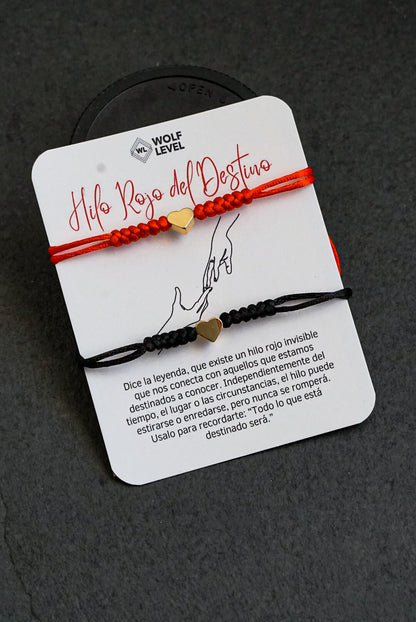 OPEN
WL
WOLF
LEVEL
Hilo Rojo del Destino
Dice la leyenda, que existe un hilo rojo invisible
que nos conecta con aquellos que estamos
destinados a conocer. Independientemente del
tiempo, el lugar o las circunstancias, el hilo puede
estirarse o enredarse, pero nunca se romperá.
Usalo para recordarte: “Todo lo que está
destinado será.”